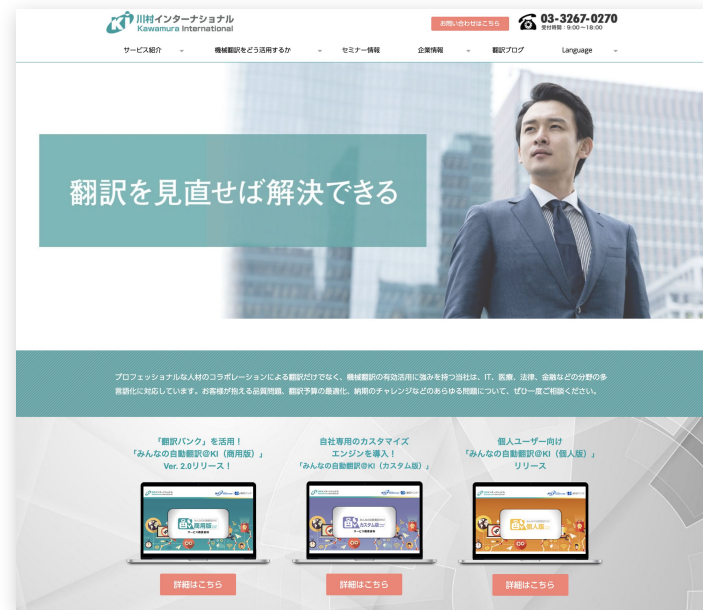 川村インターナショナル
Kawamura International
お問い合わせはこちら
03-3267-0270
受付時間：9:00〜18:00
サービス紹介
機械翻訳をどう活用するか
セミナー情報
企業情報
翻訳ブログ
Language
翻訳を見直せば解決できる
プロフェッショナルな人材のコラボレーションによる翻訳だけでなく、機械翻訳の有効活用に強みを持つ当社は、IT、医療、法律、金融などの分野の多
言語化に対応しています。お客様が抱える品質問題、翻訳予算の最適化、納期のチャレンジなどのあらゆる問題について、ぜひ一度ご相談ください。
「翻訳バンク」を活用！
「みんなの自動翻訳@KI（商用版）」
Ver. 2.0リリース！
商用版
詳細はこちら
自社専用のカスタマイズ
エンジンを導入！
「みんなの自動翻訳@KI（カスタム版）」
カスタム版
詳細はこちら
個人ユーザー向け
「みんなの自動翻訳@KI（個人版）」
リリース
個人版
詳細はこちら